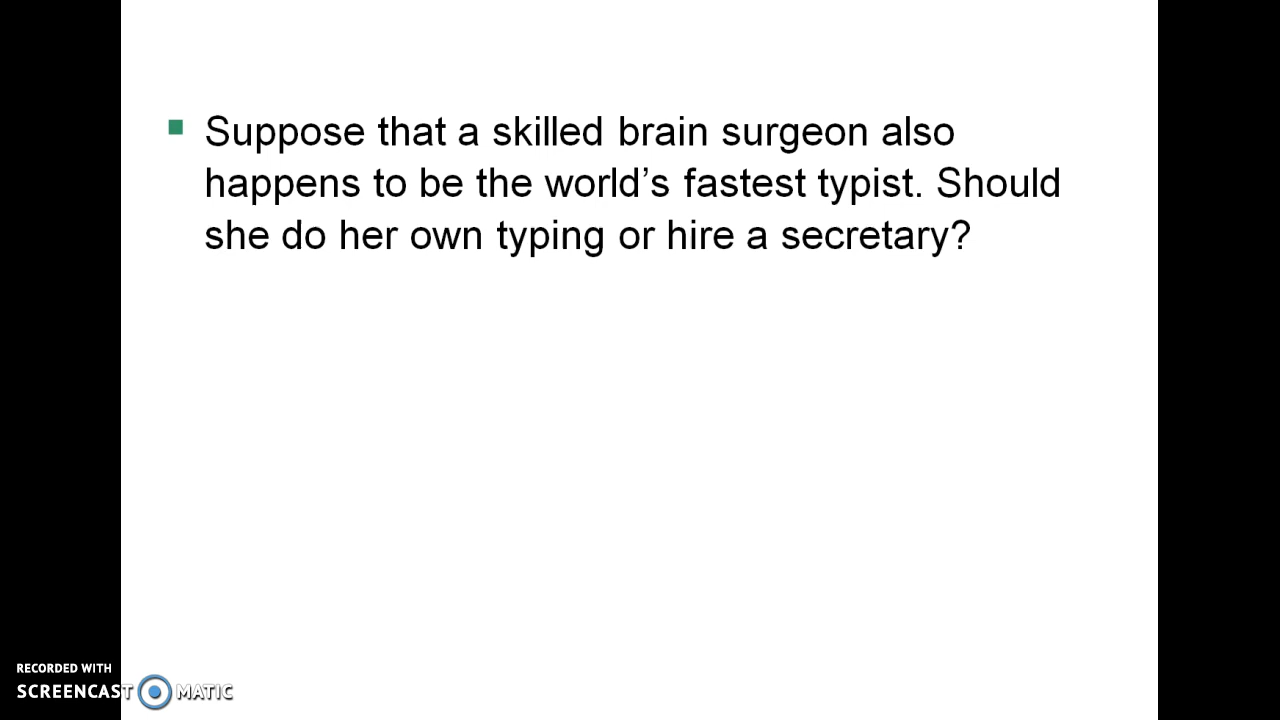 Suppose that a skilled brain surgeon also
happens to be the world’s fastest typist. Should
she do her own typing or hire a secretary?
RECORDED WITH
SCREENCAST MATIC